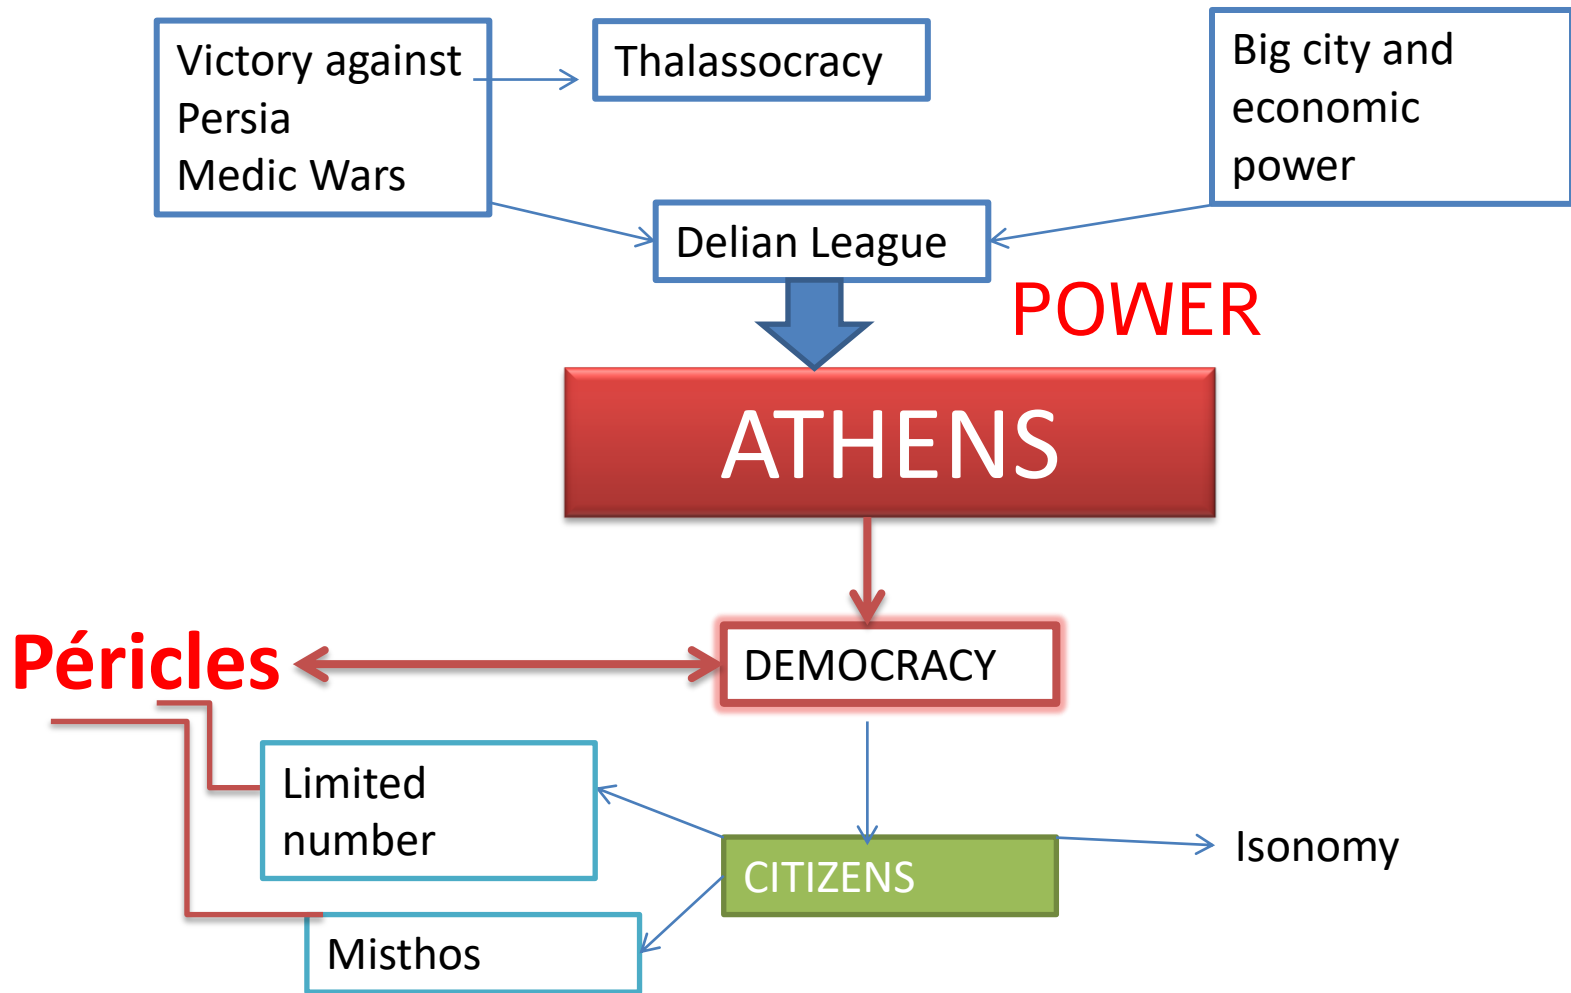 Victory against
Persia
Medic Wars
Thalassocracy
Big city and
economic
power
Delian League
POWER
ATHENS
Péricles
DEMOCRACY
Limited
number
CITIZENS
Isonomy
Misthos